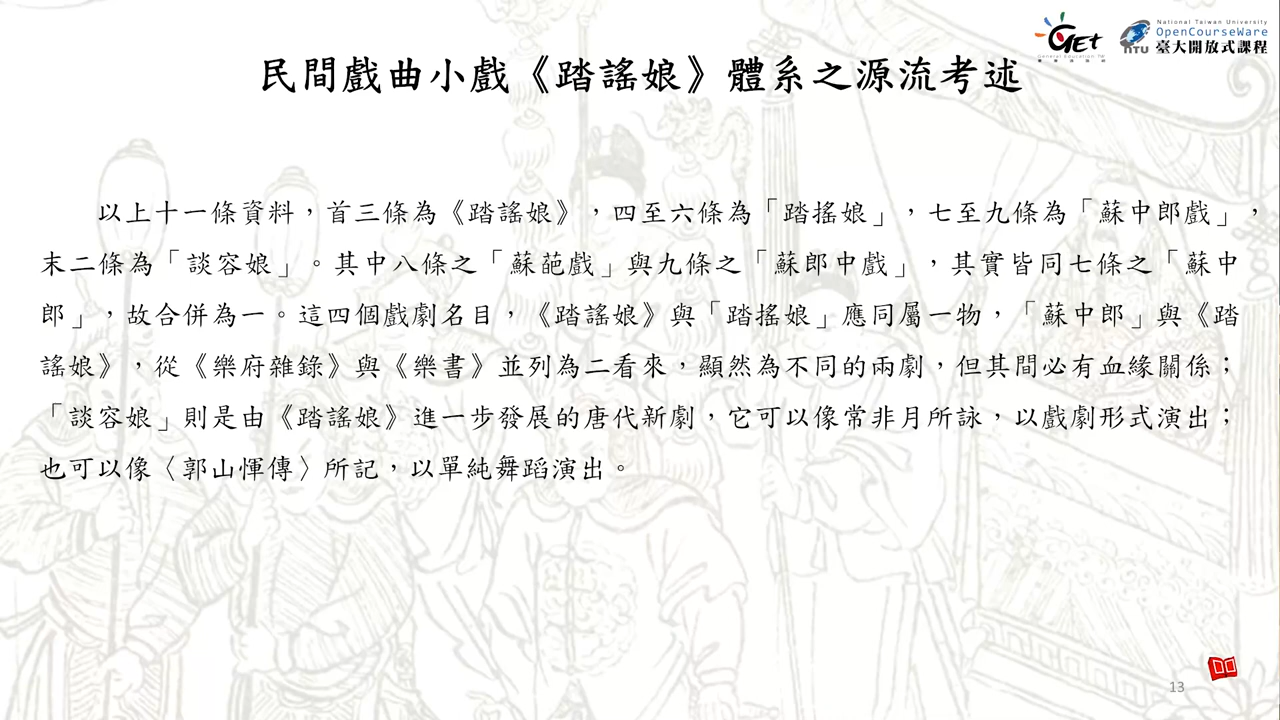 GET
General Education TW
National Taiwan University
OpenCourseWare
NTU
臺大開放式課程
民間戲曲小戲《踏謠娘》體系之源流考述
以上十一條資料，首三條為《踏謠娘》，四至六條為「踏搖娘」，七至九條為「蘇中郎戲」，
末二條為「談容娘」。其中八條之「蘇葩戲」與九條之「蘇郎中戲」，其實皆同七條之「蘇中
郎」，故合併為一。這四個戲劇名目，《踏謠娘》與「踏搖娘」應同屬一物，「蘇中郎」與《踏
謠娘》，從《樂府雜錄》與《樂書》並列為二看來，顯然為不同的兩劇，但其間必有血緣關係；
「談容娘」則是由《踏謠娘》進一步發展的唐代新劇，它可以像常非月所詠，以戲劇形式演出；
也可以像〈郭山惲傳〉所記，以單純舞蹈演出。
13